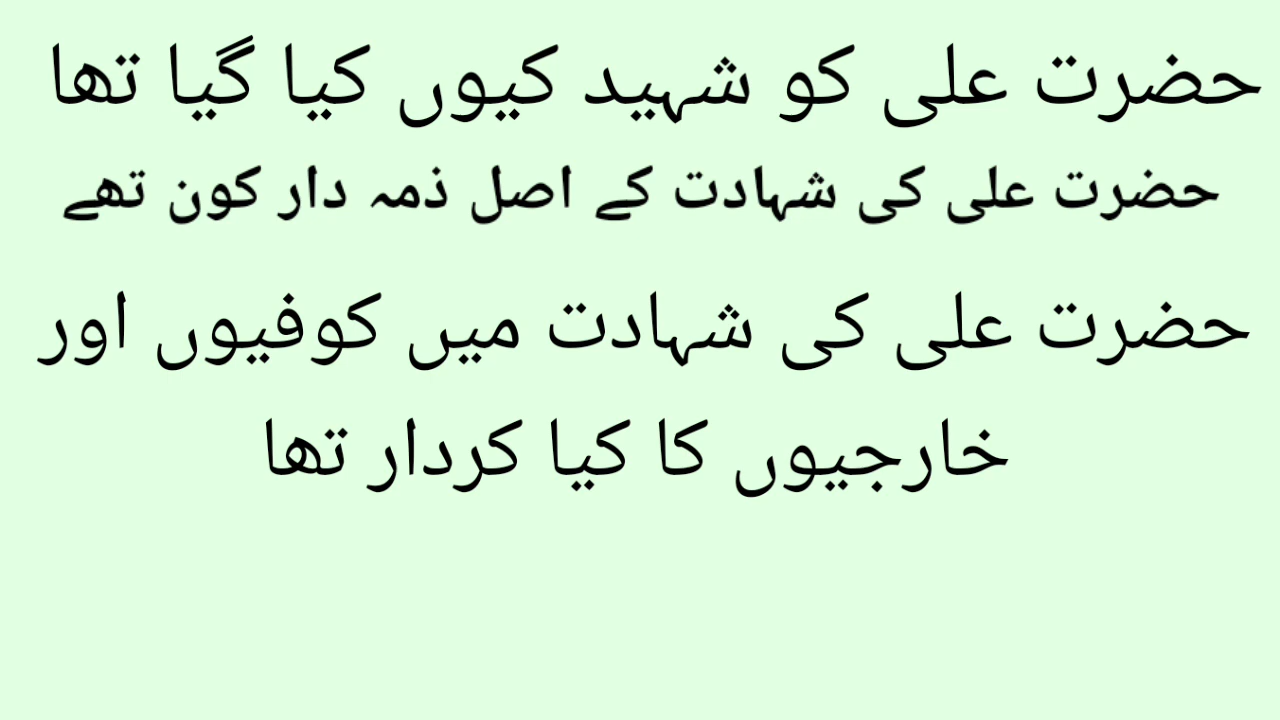 حضرت علی کو شہید کیوں کیا گیا تھا
حضرت علی کی شہادت کے اصل ذمہ دار کون تھے
حضرت علی کی شہادت میں کوفیوں اور
خارجیوں کا کیا کردار تھا